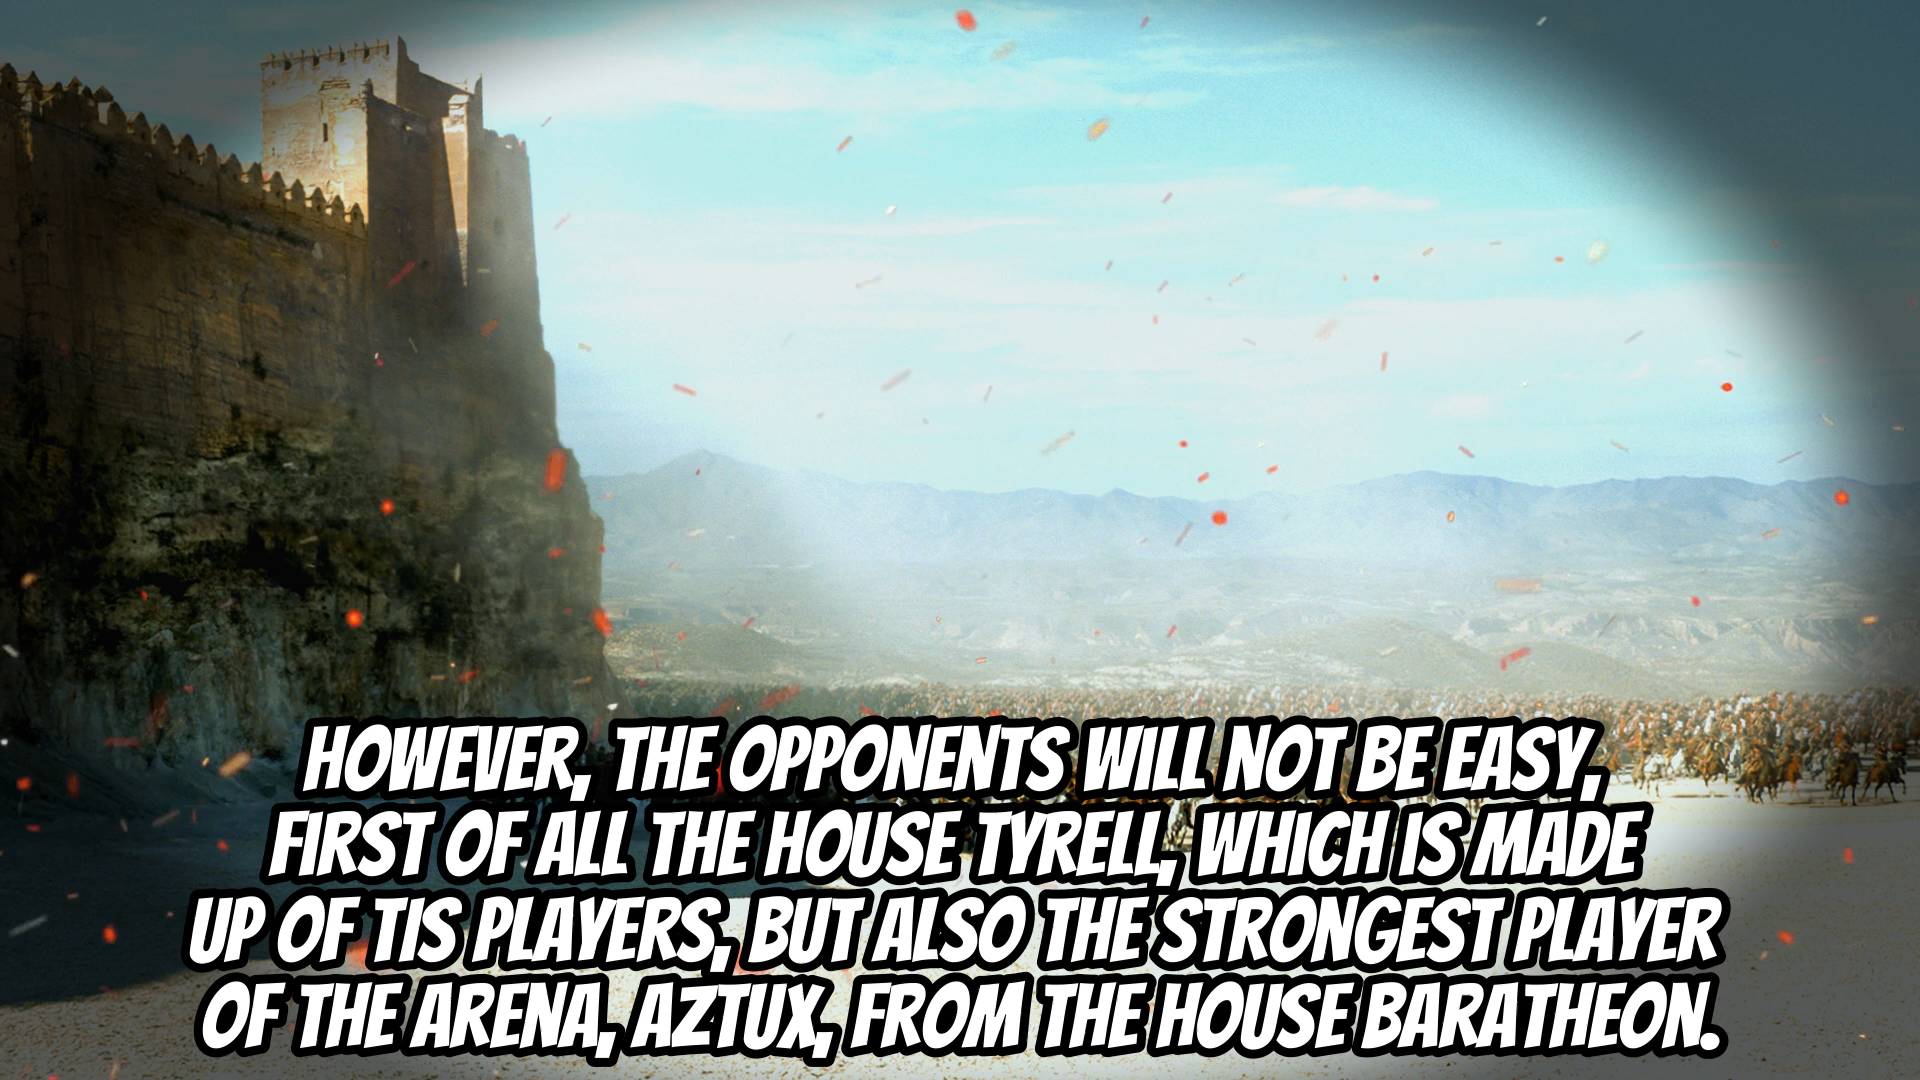 HOWEVER, THE OPPONENTS WILL NOT BE EASY,
FIRST OF ALL THE HOUSE TYRELL, WHICH IS MADE
UP OF TIS PLAYERS, BUT ALSO THE STRONGEST PLAYER
OF THE ARENA, AZTUX, FROM THE HOUSE BARATHEON.